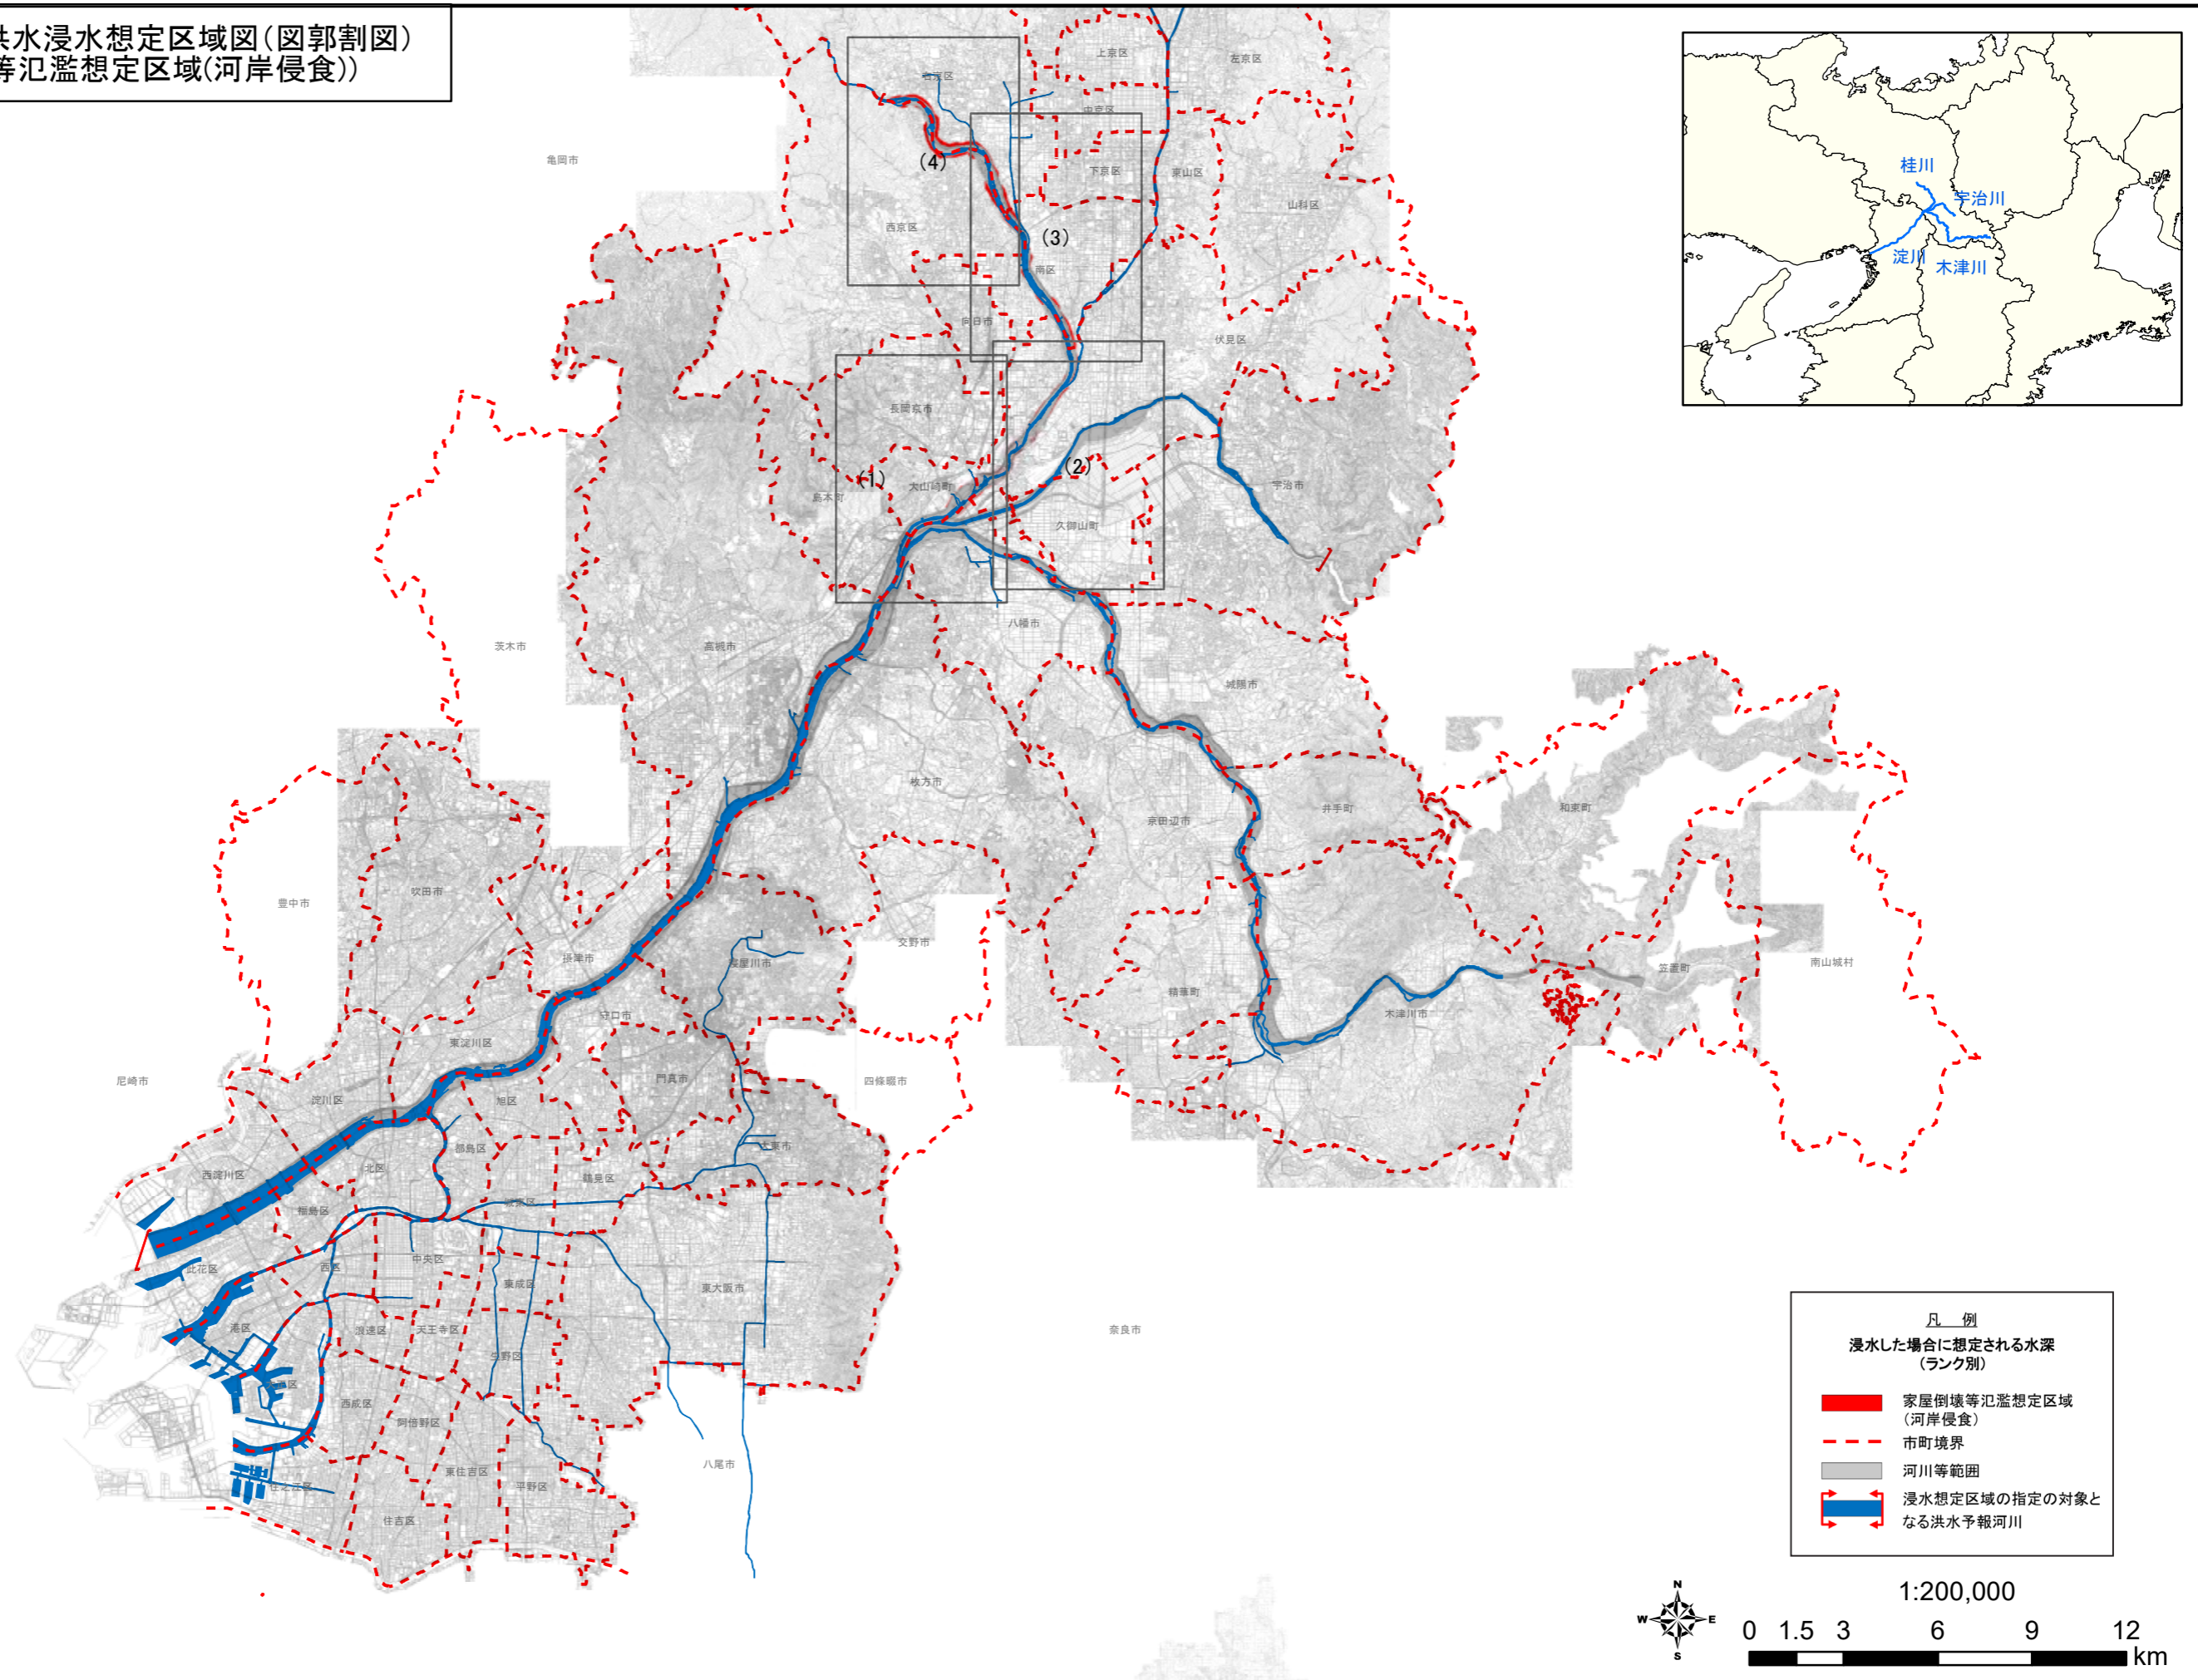 洪水浸水想定区域図(図郭割図)
等氾濫想定区域(河岸侵食))
桂川
宇治川
淀川
木津川
上京区
左京区
右京区
中京区
亀岡市
(4)
下京区
東山区
山科区
西京区
(3)
南区
向日市
伏見区
長岡京市
(2)
(1)
大山崎町
島本町
宇治市
久御山町
八幡市
茨木市
高槻市
城陽市
枚方市
井手町
和束町
京田辺市
吹田市
豊中市
交野市
摂津市
寝屋川市
笠置町
南山城村
精華町
木津川市
守口市
東淀川区
門真市
尼崎市
四條畷市
淀川区
旭区
都島区
大東市
北区
西淀川区
鶴見区
城東区
福島区
中央区
西区
此花区
東成区
東大阪市
港区
浪速区
天王寺区
奈良市
生野区
西成区
阿倍野区
東住吉区
八尾市
平野区
住之江区
住吉区
凡 例
浸水した場合に想定される水深
(ランク別)
家屋倒壊等氾濫想定区域
(河岸侵食)
市町境界
河川等範囲
浸水想定区域の指定の対象と
なる洪水予報河川
N
W E
S
1:200,000
0 1.5 3 6 9 12
km